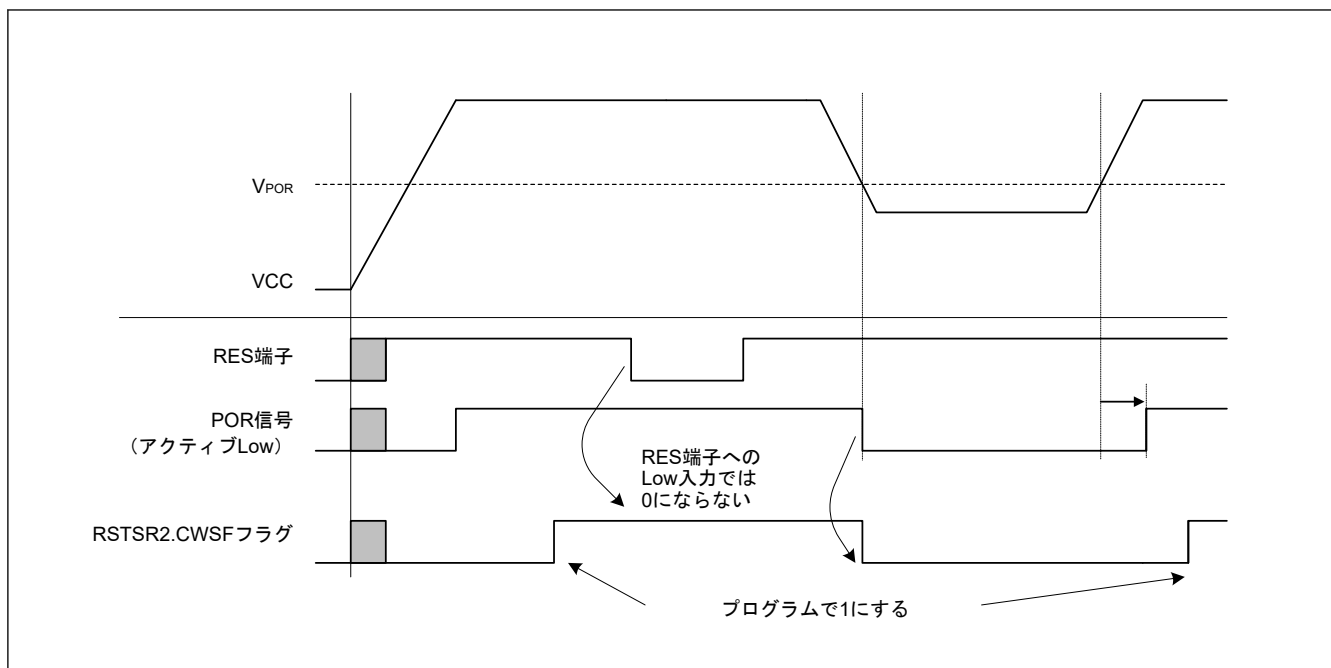 VPOR
VCC
RES端子
POR信号
（アクティブLow）
RES端子への
Low入力では
0にならない
RSTSR2.CWSFフラグ
プログラムで1にする